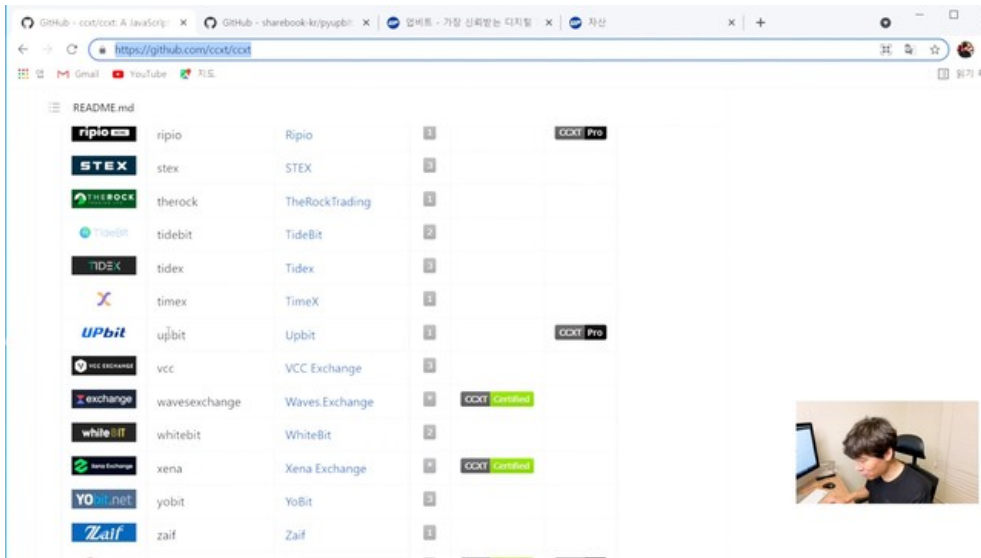 GitHub - ccxt/ccxt: A JavaScrip
GitHub - sharebook-kr/pyupbit
업비트 - 가장 신뢰받는 디지털
자산
https://github.com/ccxt/ccxt
앱 Gmail YouTube 지도
읽기
README.md
ripio ripio Ripio 1 CCXT Pro
STEX stex STEX 3
THEROCK therock TheRockTrading 1
TideBit tidebit TideBit 2
TIDEX tidex Tidex 3
timex TimeX 1
UPbit upbit Upbit 1 CCXT Pro
VCC EXCHANGE vcc VCC Exchange 3
exchange wavesexchange Waves.Exchange * CCXT Certified
whiteBIT whitebit WhiteBit 2
Xena Exchange xena Xena Exchange * CCXT Certified
YObit.net yobit YoBit 3
Zaif zaif Zaif 1